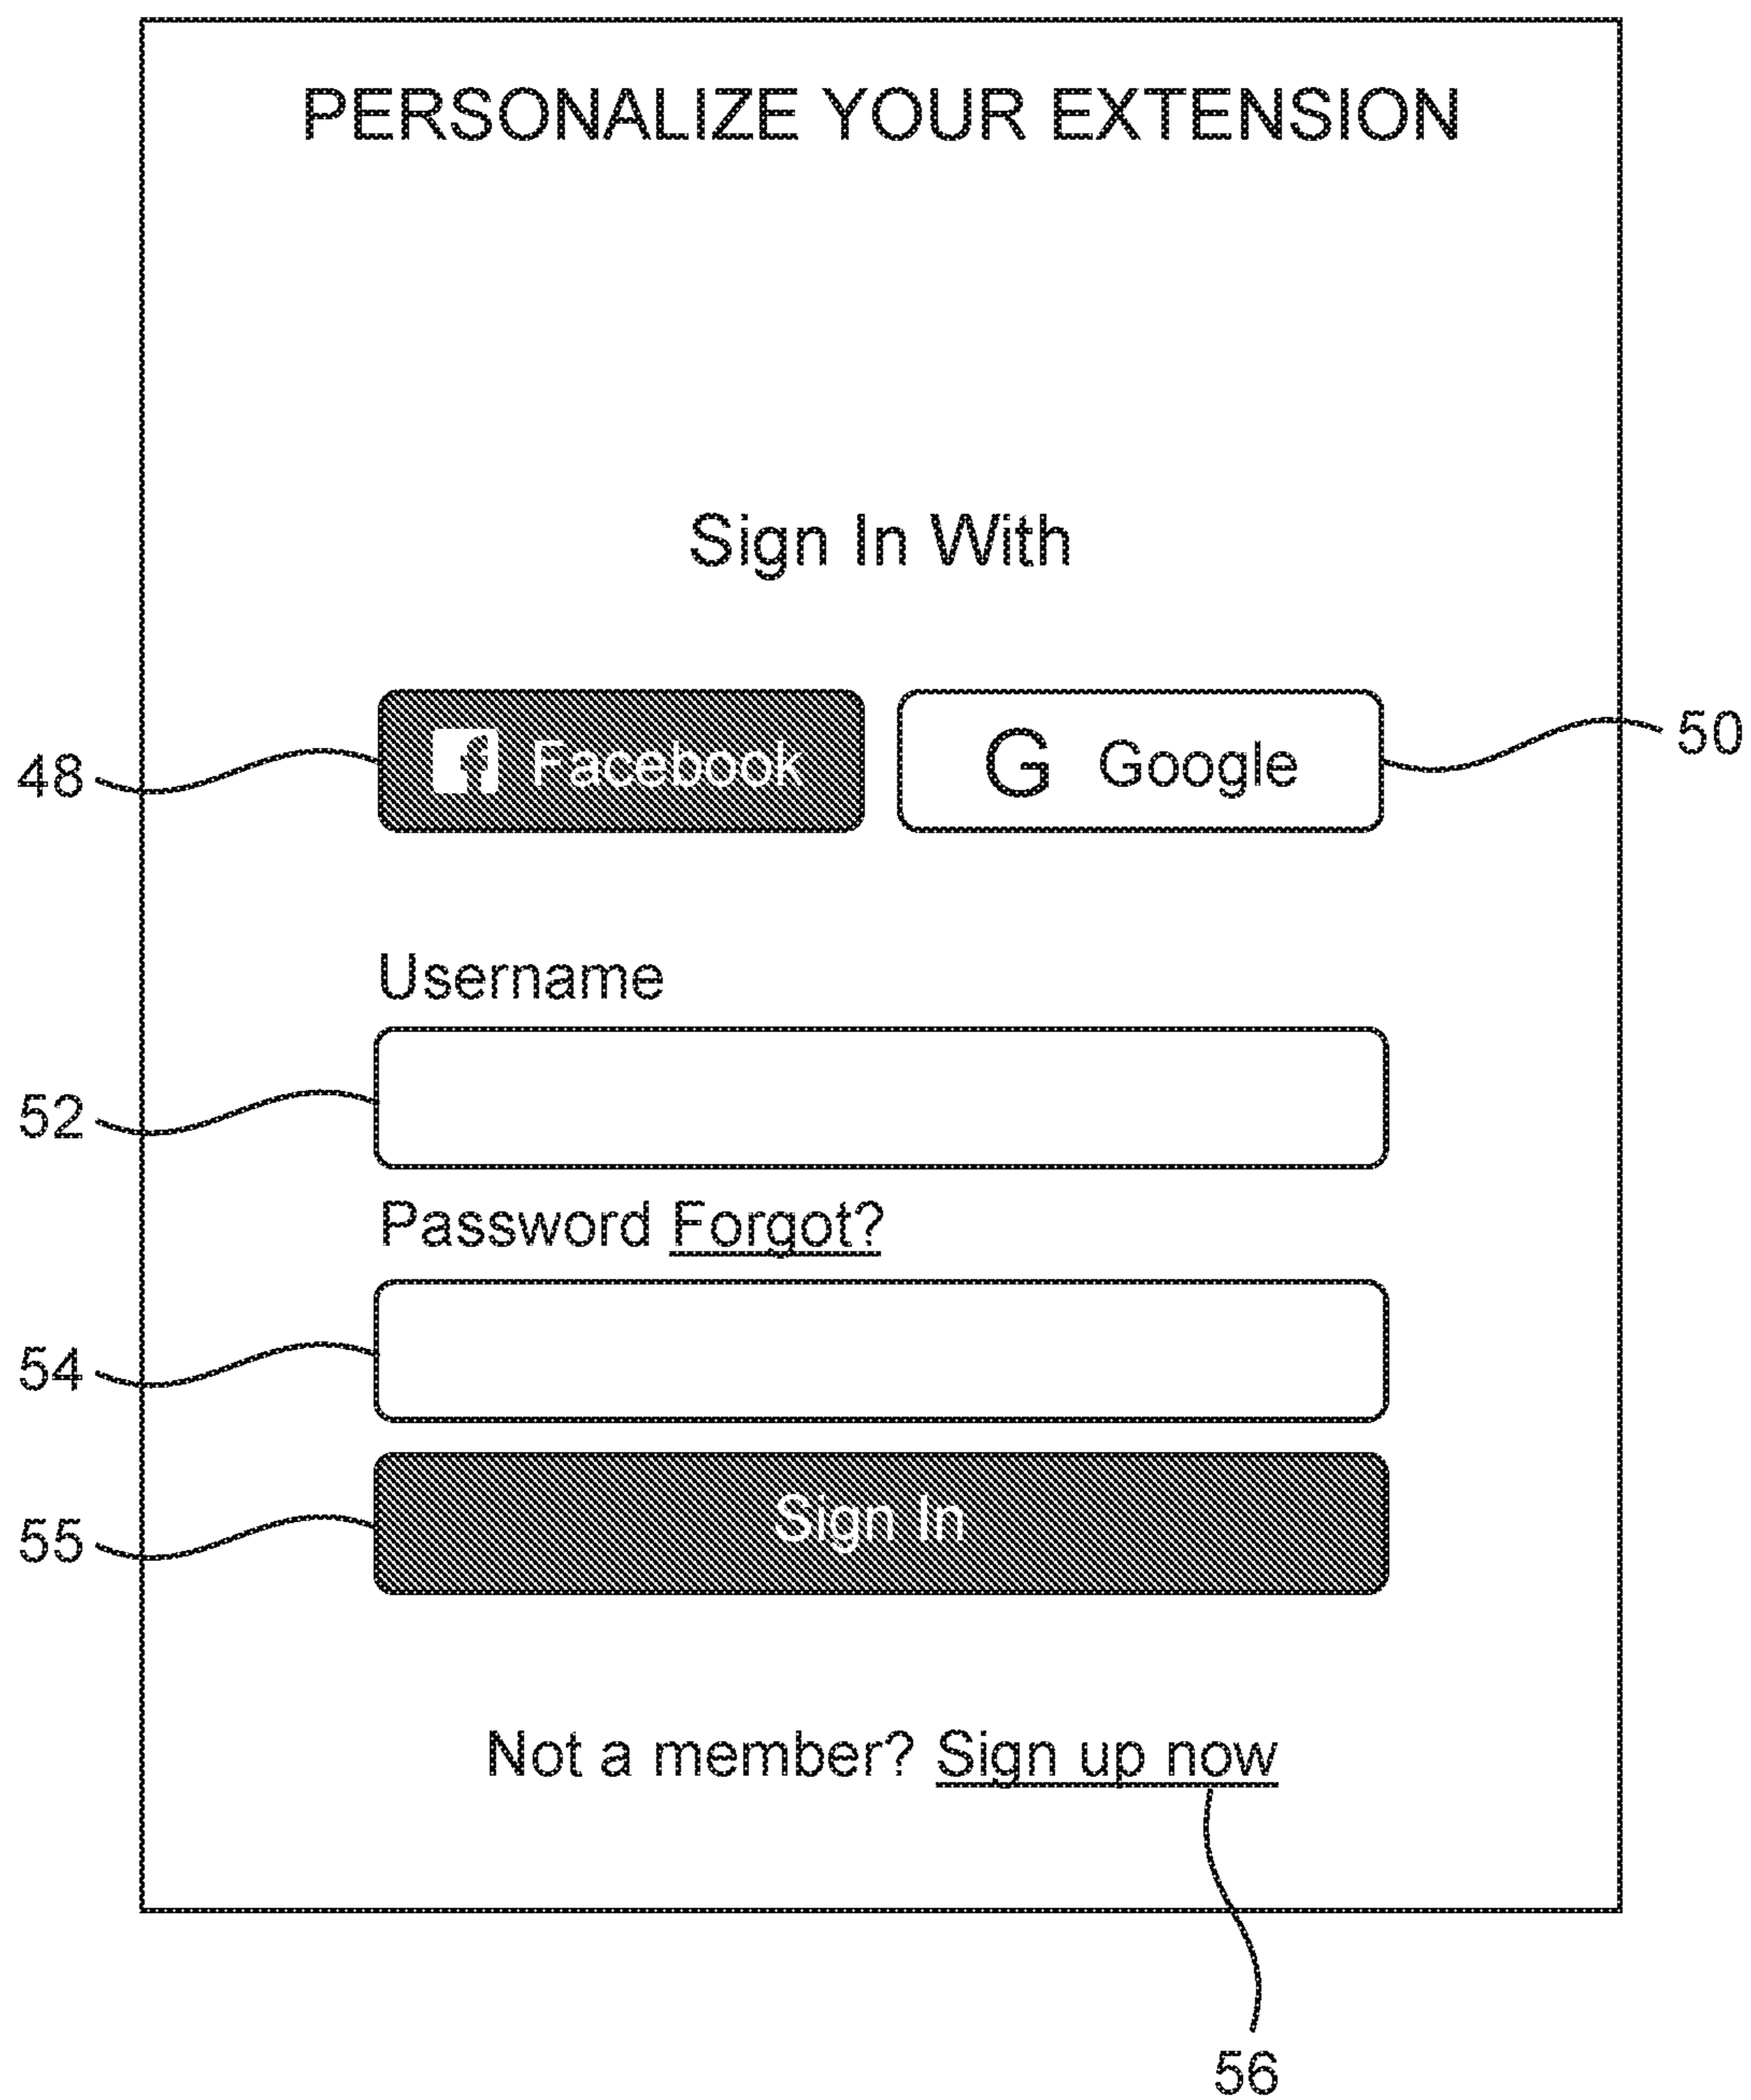 PERSONALIZE YOUR EXTENSION
Sign In With
48 f Facebook G Google 50
Username
52
Password Forgot?
54
55 Sign In
Not a member? Sign up now
56